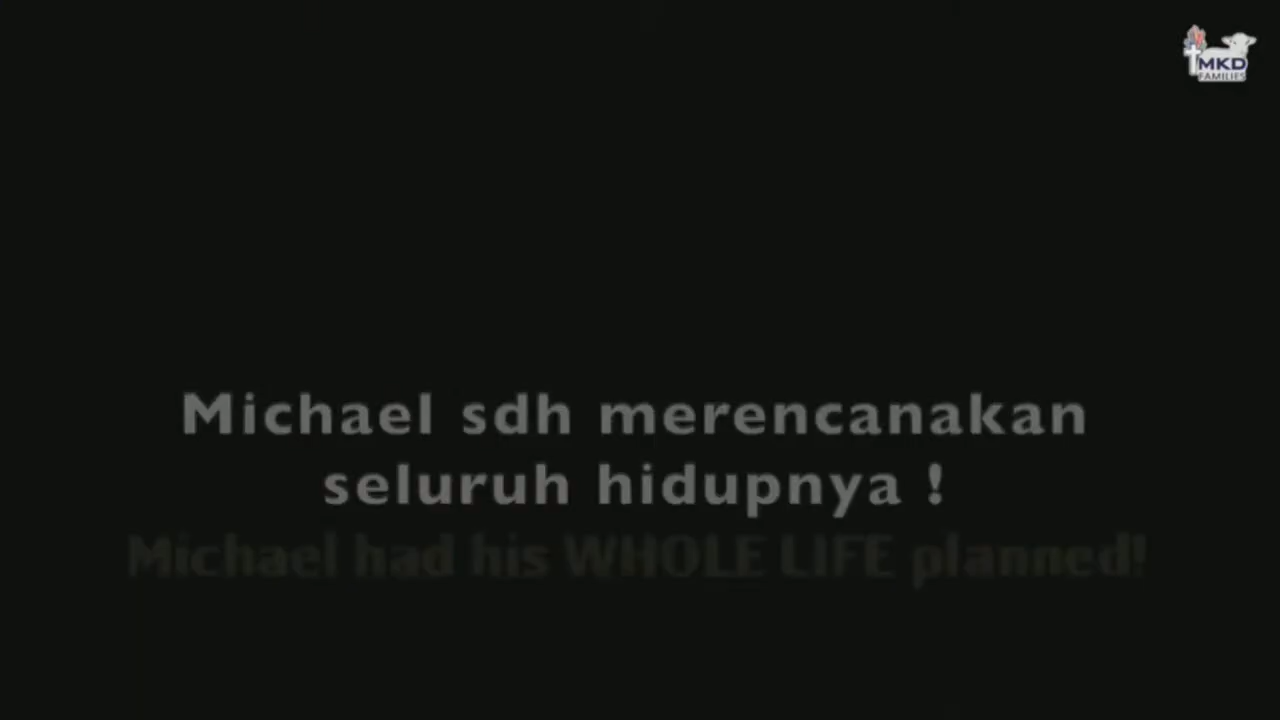 MKD
FAMILIES
Michael sdh merencanakan
seluruh hidupnya !
Michael had his WHOLE LIFE planned!